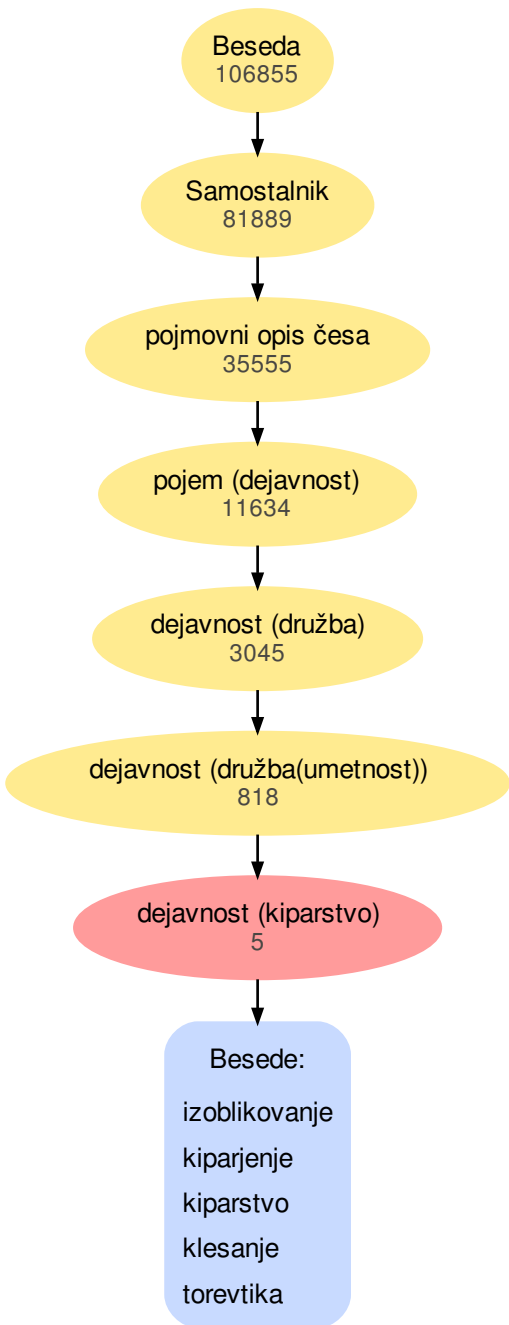 Beseda
106855
Samostalnik
81889
pojmovni opis česa
35555
pojem (dejavnost)
11634
dejavnost (družba)
3045
dejavnost (družba(umetnost))
818
dejavnost (kiparstvo)
5
Besede:
izoblikovanje
kiparjenje
kiparstvo
klesanje
torevtika